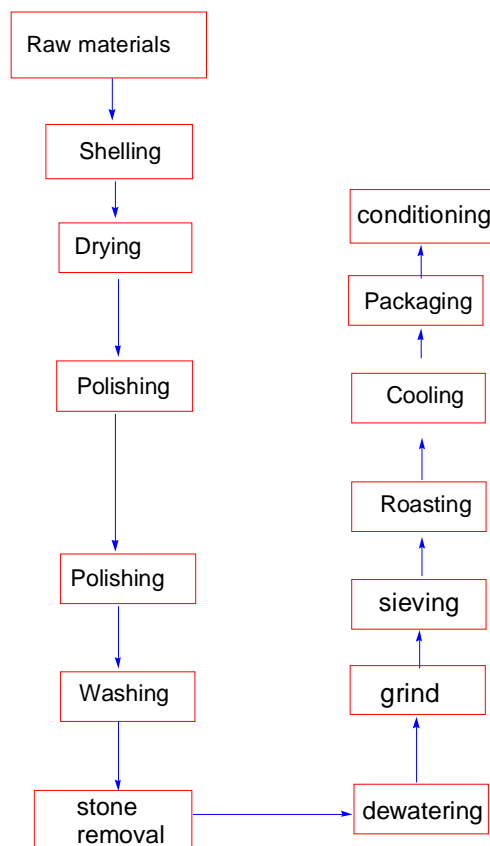 Raw materials
Shelling
Drying
Polishing
Polishing
Washing
stone
removal
dewatering
grind
sieving
Roasting
Cooling
Packaging
conditioning